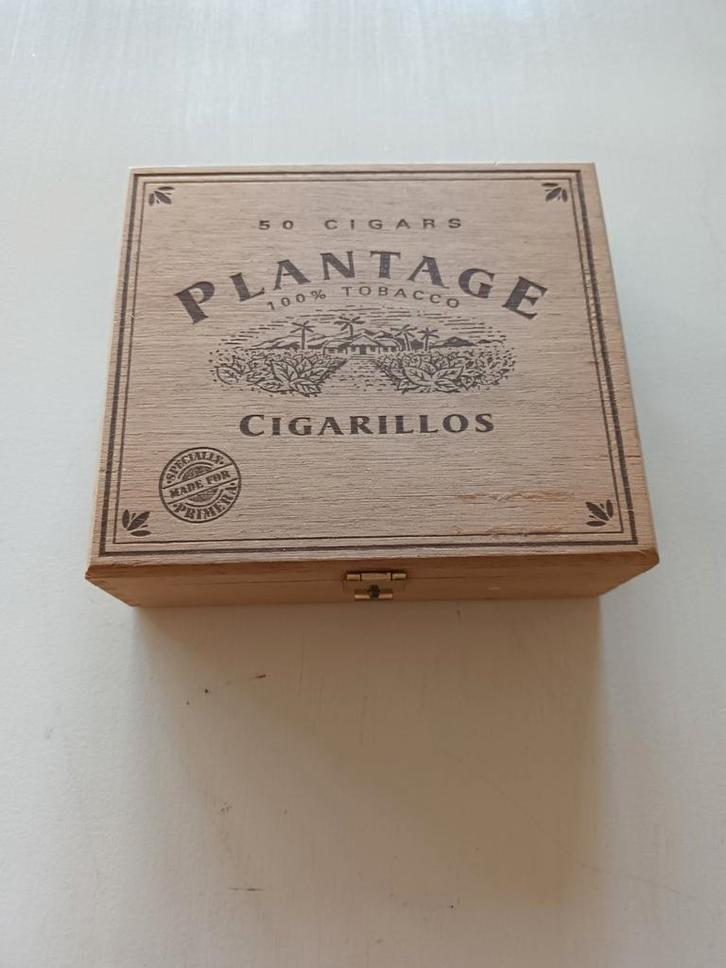 50 CIGARS
PLANTAGE
100% TOBACCO
CIGARILLOS
SPECIALLY
MADE FOR
PRIMERA